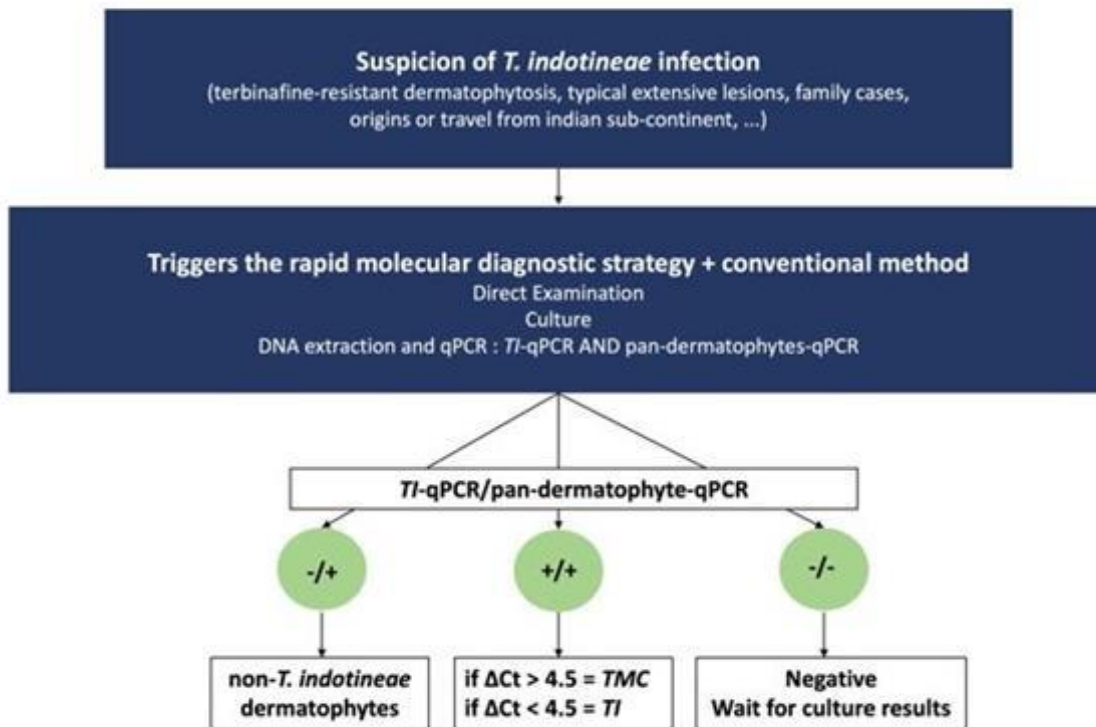 Suspicion of T. indotineae infection
(terbinafine-resistant dermatophytosis, typical extensive lesions, family cases,
origins or travel from indian sub-continent, ...)
Triggers the rapid molecular diagnostic strategy + conventional method
Direct Examination
Culture
DNA extraction and qPCR : TI-qPCR AND pan-dermatophytes-qPCR
TI-qPCR/pan-dermatophyte-qPCR
-/+
+/+
-/-
non-T. indotineae
dermatophytes
if ΔCt > 4.5 = TMC
if ΔCt < 4.5 = TI
Negative
Wait for culture results